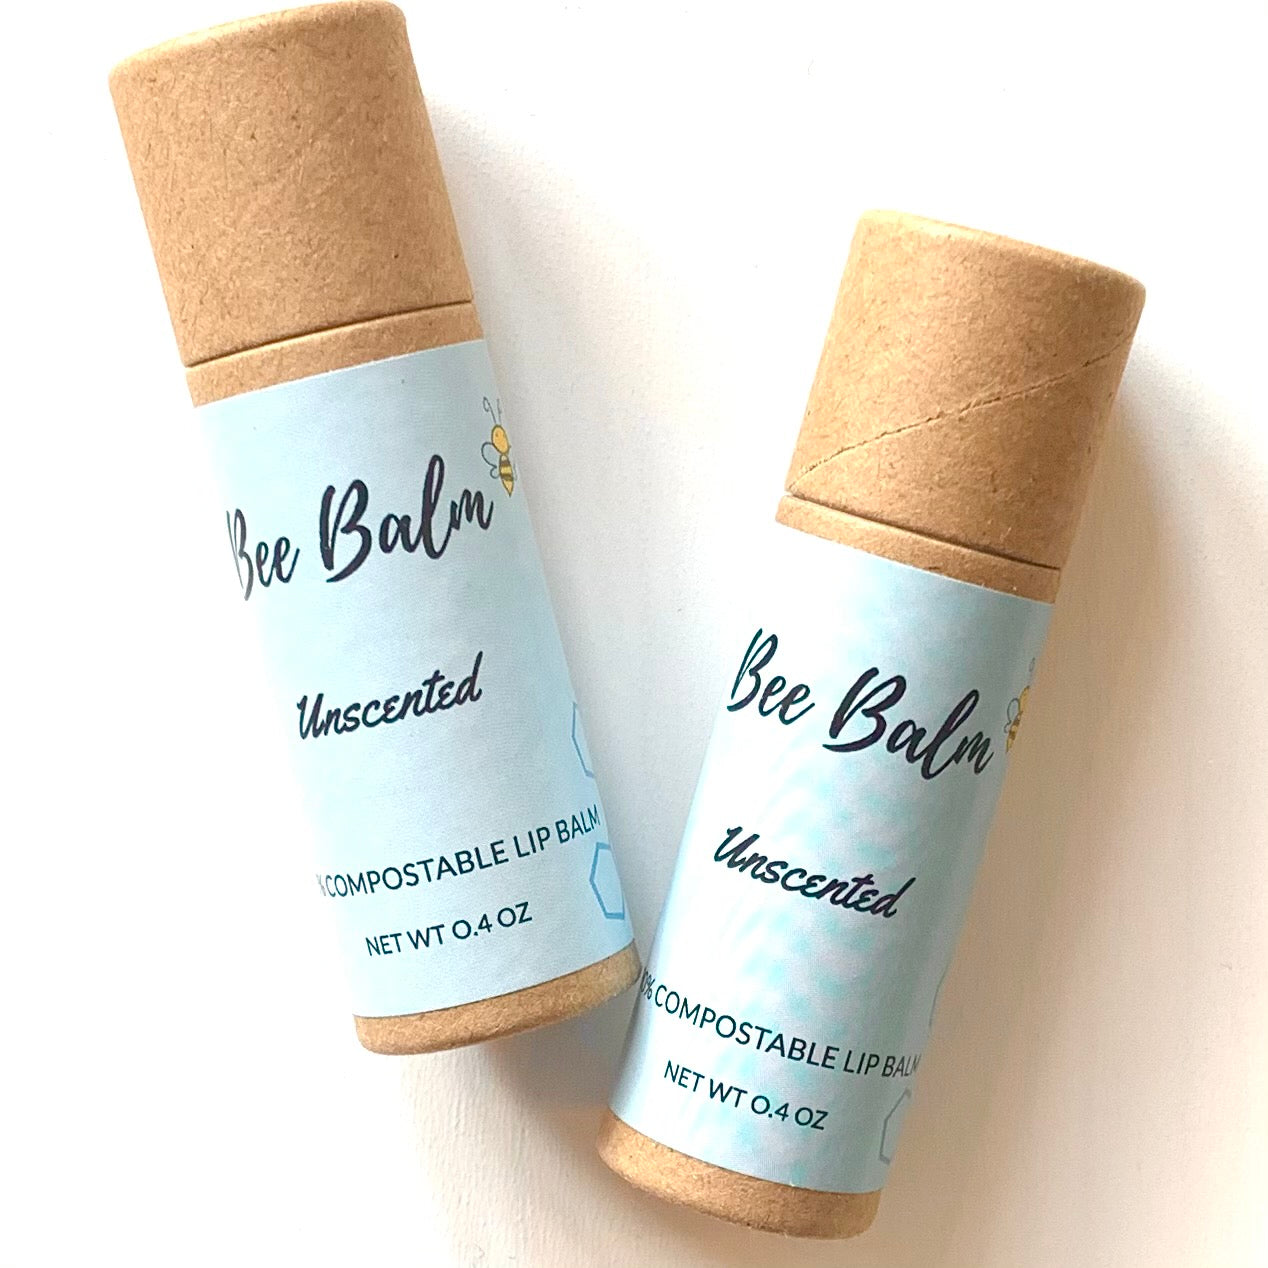 Bee Balm
Unscented
% COMPOSTABLE LIP BALM
NET WT 0.4 OZ
Bee Balm
Unscented
0% COMPOSTABLE LIP BALM
NET WT 0.4 OZ